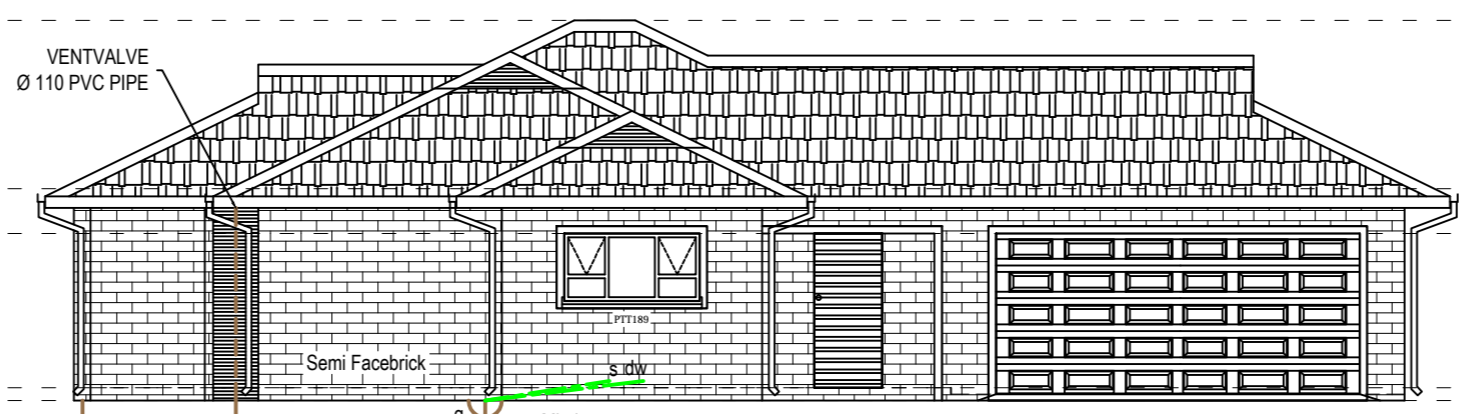 VENTVALVE
Ø 110 PVC PIPE
PTT189
Semi Facebrick
s dw
g